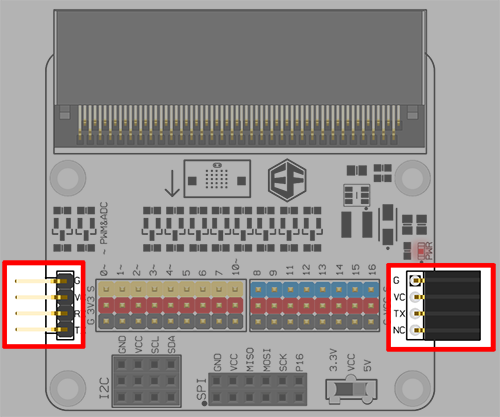 EF
~ PWM&ADC
PWR
0~ 1~ 2~ 3~ 4~ 5~ 6~ 7~ 10~
8 9 11 12 13 14 15 16
G 3V3 S
G VCC S
G
V
R
T
G
VC
TX
NC
GND VCC SCL SDA
I2C
GND VCC MISO MOSI SCK P16
SPI
3.3V VCC 5V